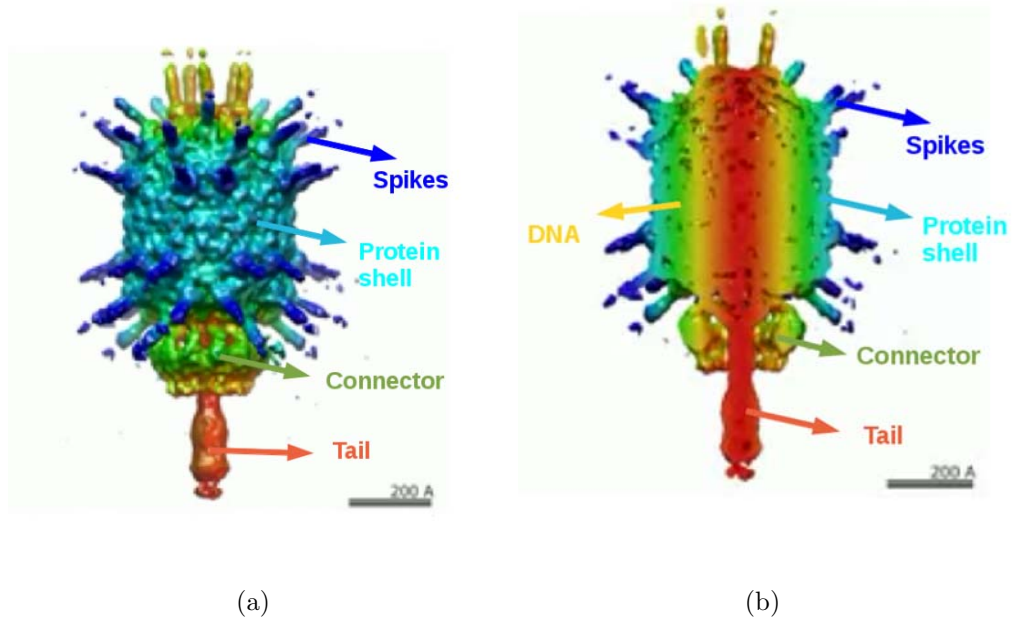 Spikes
Protein
shell
Connector
Tail
200 A
(a)
Spikes
DNA
Protein
shell
Connector
Tail
200 A
(b)